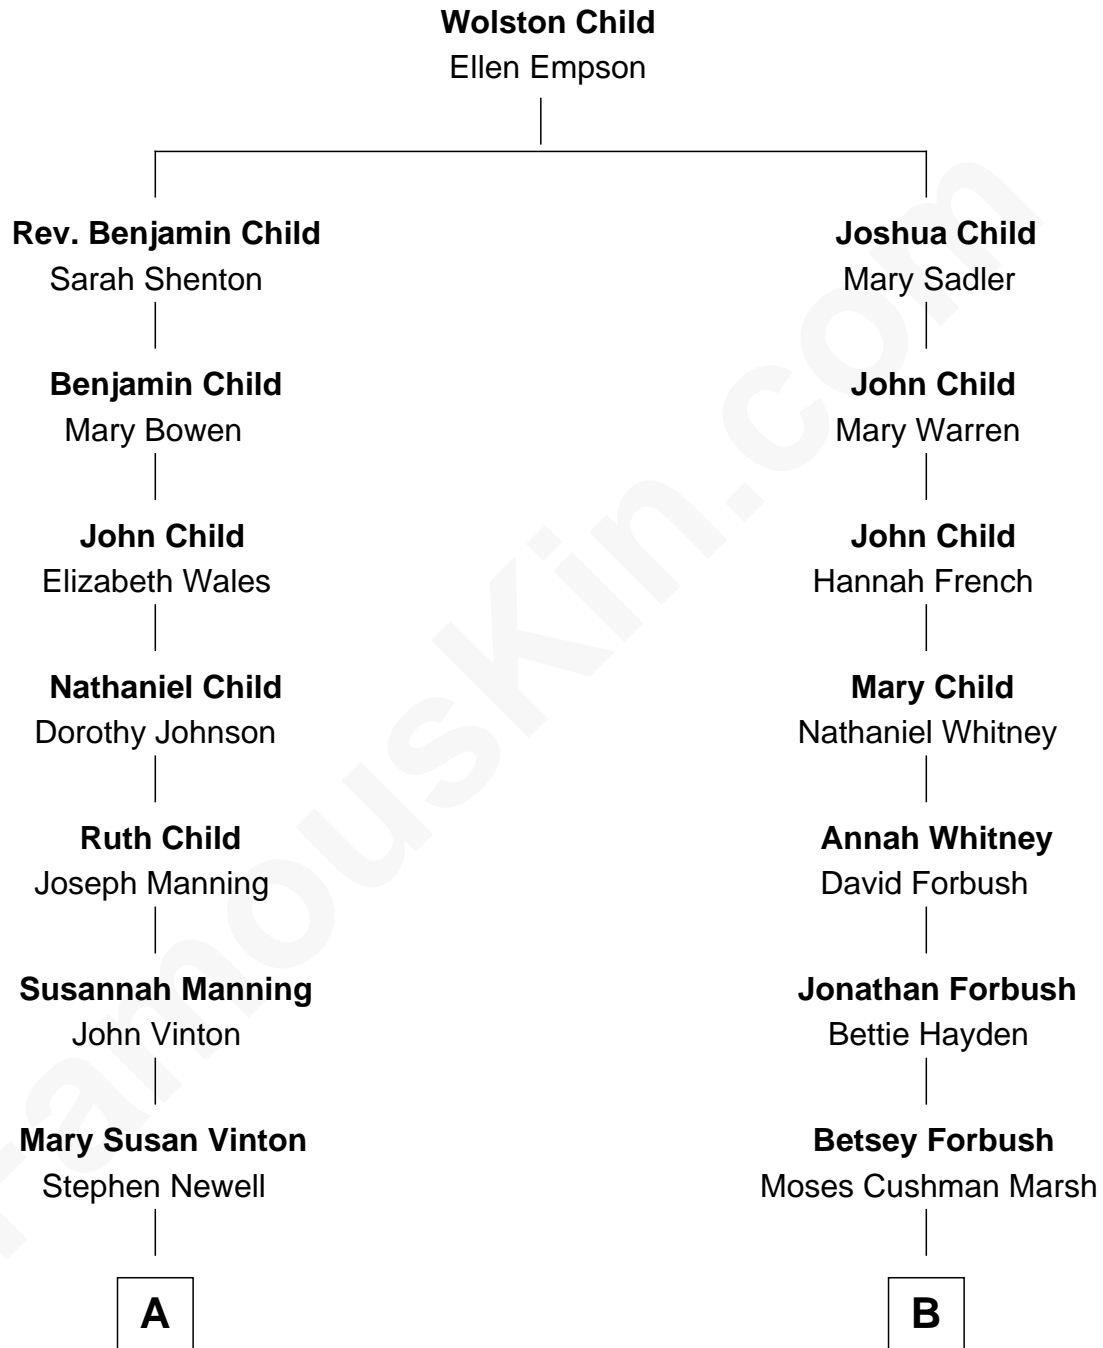 Wolston Child
Ellen Empson
Rev. Benjamin Child
Sarah Shenton
Joshua Child
Mary Sadler
Benjamin Child
Mary Bowen
John Child
Mary Warren
John Child
Elizabeth Wales
John Child
Hannah French
Nathaniel Child
Dorothy Johnson
Mary Child
Nathaniel Whitney
Ruth Child
Joseph Manning
Annah Whitney
David Forbush
Susannah Manning
John Vinton
Jonathan Forbush
Bettie Hayden
Mary Susan Vinton
Stephen Newell
Betsey Forbush
Moses Cushman Marsh
A
B
FamousKin.com